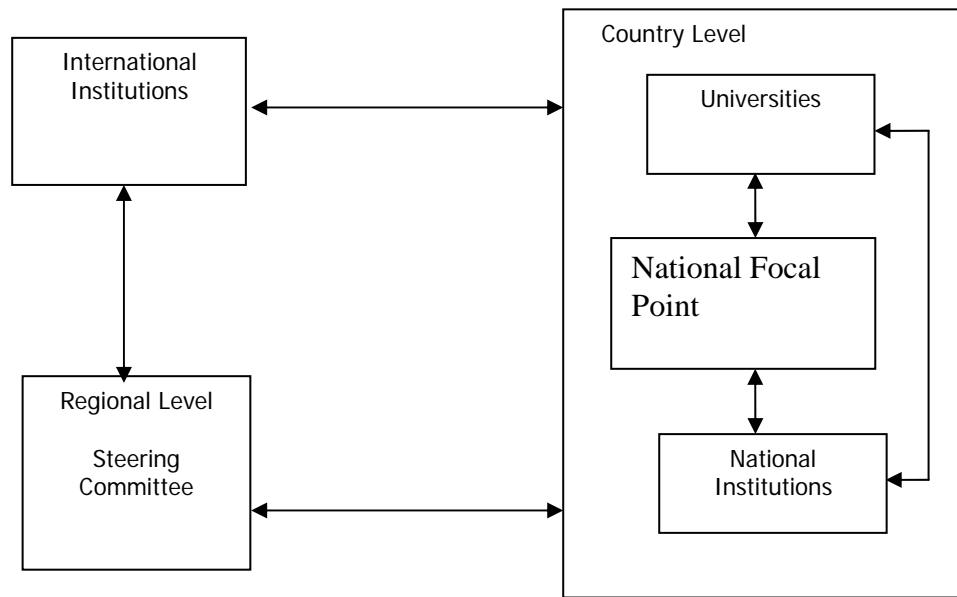 International
Institutions
Country Level
Universities
National Focal
Point
Regional Level
Steering
Committee
National
Institutions